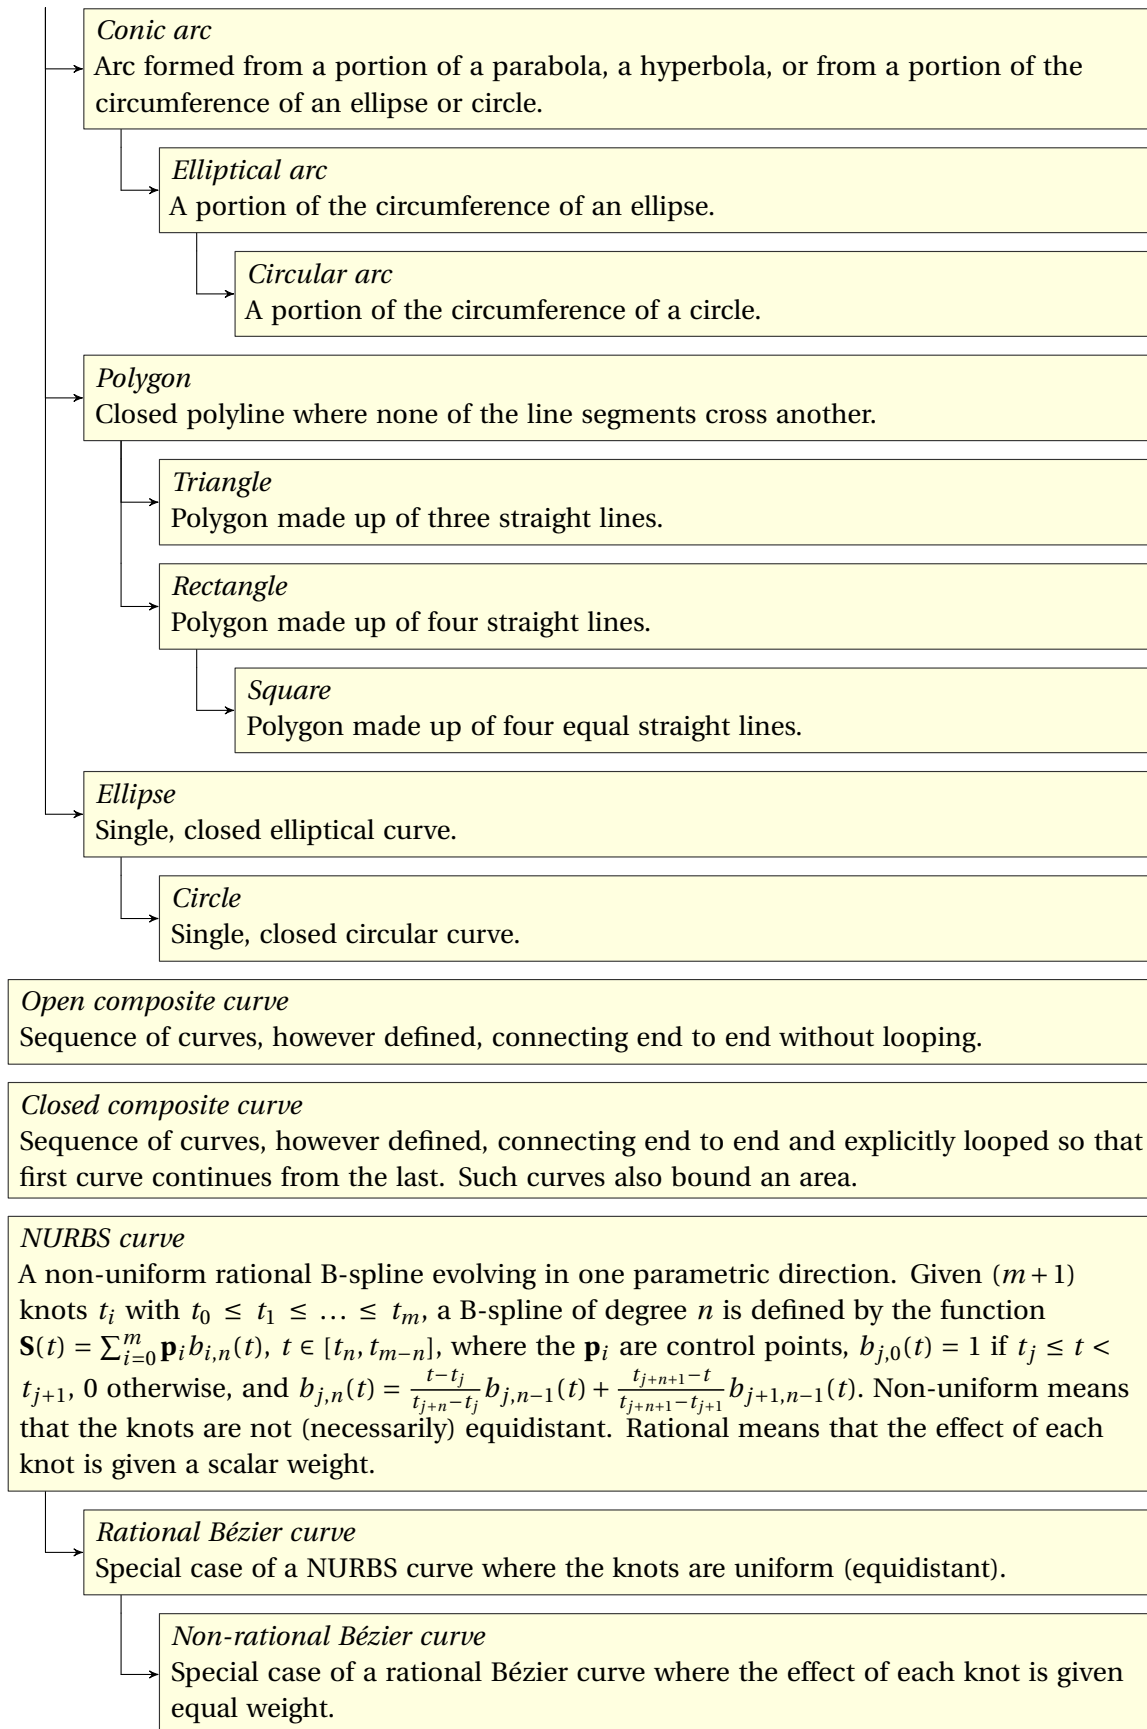 Conic arc
Arc formed from a portion of a parabola, a hyperbola, or from a portion of the
circumference of an ellipse or circle.
Elliptical arc
A portion of the circumference of an ellipse.
Circular arc
A portion of the circumference of a circle.
Polygon
Closed polyline where none of the line segments cross another.
Triangle
Polygon made up of three straight lines.
Rectangle
Polygon made up of four straight lines.
Square
Polygon made up of four equal straight lines.
Ellipse
Single, closed elliptical curve.
Circle
Single, closed circular curve.
Open composite curve
Sequence of curves, however defined, connecting end to end without looping.
Closed composite curve
Sequence of curves, however defined, connecting end to end and explicitly looped so that
first curve continues from the last. Such curves also bound an area.
NURBS curve
A non-uniform rational B-spline evolving in one parametric direction. Given (m+1)
knots t_i with t_0 ≤ t_1 ≤ … ≤ t_m, a B-spline of degree n is defined by the function
S(t) = ∑_{i=0}^{m} p_i b_{i,n}(t), t ∈ [t_n, t_{m−n}], where the p_i are control points, b_{j,0}(t) = 1 if t_j ≤ t <
t_{j+1}, 0 otherwise, and b_{j,n}(t) = \frac{t−t_j}{t_{j+n}−t_j} b_{j,n−1}(t) + \frac{t_{j+n+1}−t}{t_{j+n+1}−t_{j+1}} b_{j+1,n−1}(t). Non-uniform means
that the knots are not (necessarily) equidistant. Rational means that the effect of each
knot is given a scalar weight.
Rational Bézier curve
Special case of a NURBS curve where the knots are uniform (equidistant).
Non-rational Bézier curve
Special case of a rational Bézier curve where the effect of each knot is given
equal weight.